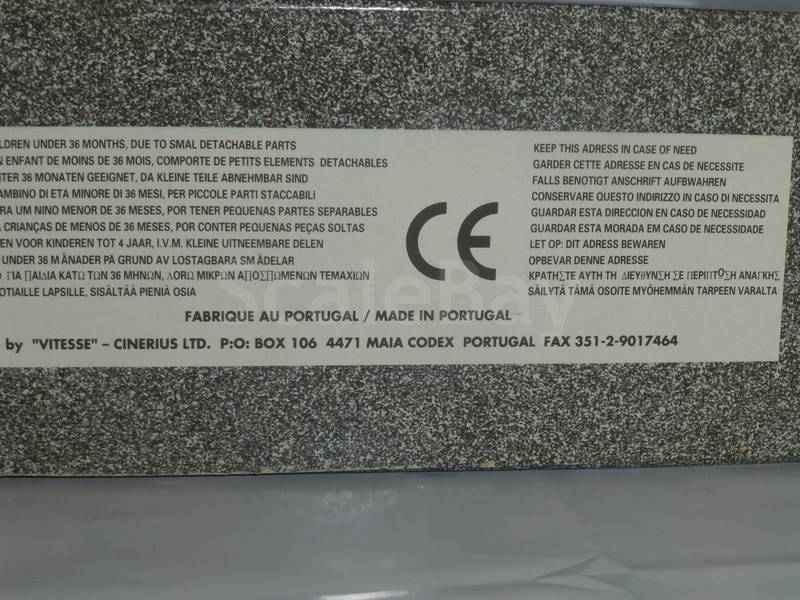 LDREN UNDER 36 MONTHS, DUE TO SMAL DETACHABLE PARTS
N ENFANT DE MOINS DE 36 MOIS, COMPORTE DE PETITS ELEMENTS DETACHABLES
TER 36 MONATEN GEEIGNET, DA KLEINE TEILE ABNEHMBAR SIND
AMBINO DI ETA MINORE DI 36 MESI, PER PICCOLE PARTI STACCABILI
RA UM NINO MENOR DE 36 MESES, POR TENER PEQUENAS PARTES SEPARABLES
CRIANÇAS DE MENOS DE 36 MESES, POR CONTER PEQUENAS PEÇAS SOLTAS
EN VOOR KINDEREN TOT 4 JAAR, I.V.M. KLEINE UITNEEMBARE DELEN
UNDER 36 MÅNADER PÅ GRUND AV LOSTAGBARA SMÅDELAR
ΓΙΑ ΠΑΙΔΙΑ ΚΑΤΩ ΤΩΝ 36 ΜΗΝΩΝ, ΛΟΓΩ ΜΙΚΡΩΝ ΑΠΟΣΠΩΜΕΝΩΝ ΤΕΜΑΧΙΩΝ
OTIAILLE LAPSILLE, SISÄLTÄÄ PIENIÄ OSIA
CE
KEEP THIS ADRESS IN CASE OF NEED
GARDER CETTE ADRESSE EN CAS DE NECESSITE
FALLS BENOTIGT ANSCHRIFT AUFBWAHREN
CONSERVARE QUESTO INDIRIZZO IN CASO DI NECESSITA
GUARDAR ESTA DIRECCION EN CASO DE NECESSIDAD
GUARDAR ESTA MORADA EM CASO DE NECESSIDADE
LET OP: DIT ADRESS BEWAREN
OPBEVAR DENNE ADRESSE
ΚΡΑΤΗΣΤΕ ΑΥΤΗ ΤΗ ΔΙΕΥΘΥΝΣΗ ΣΕ ΠΕΡΙΠΤΟΣΗ ΑΝΑΓΚΗΣ
SÄILYTÄ TÄMÄ OSOITE MYÖHEMMÄN TARPEEN VARALTA
FABRIQUE AU PORTUGAL / MADE IN PORTUGAL
by "VITESSE" – CINERIUS LTD. P:O: BOX 106 4471 MAIA CODEX PORTUGAL FAX 351-2-9017464
ScaleBay